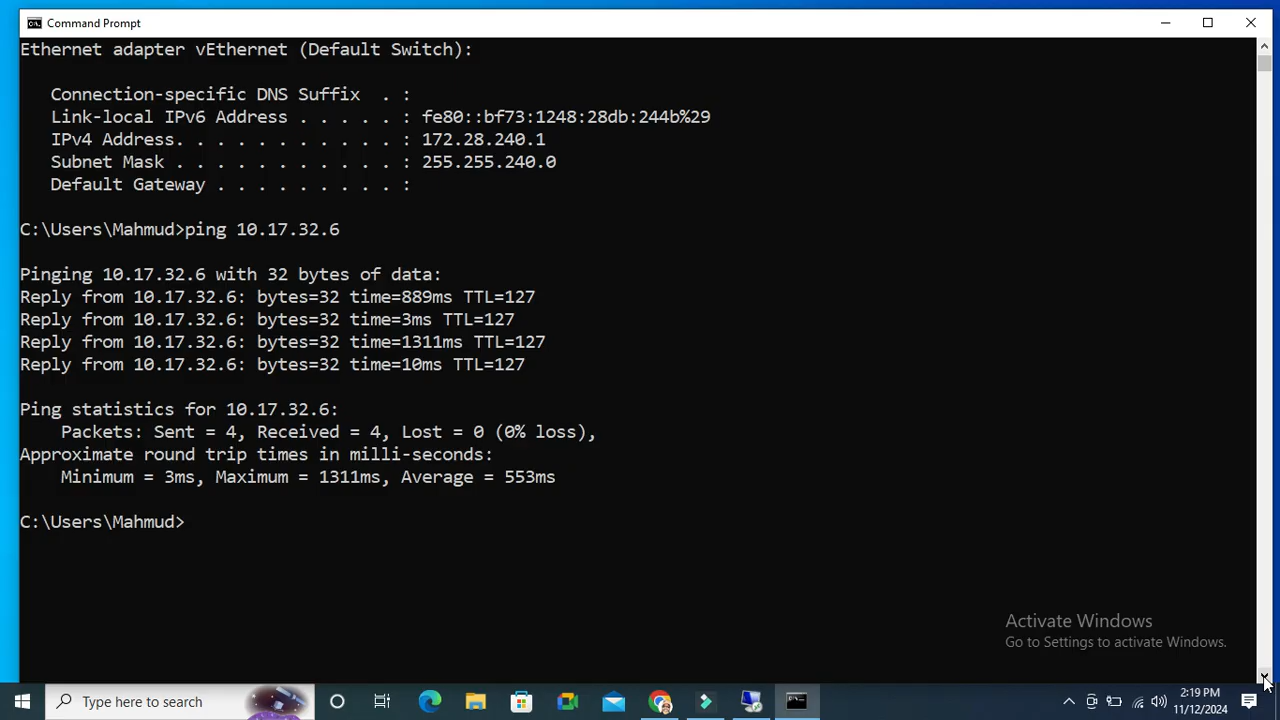 Command Prompt
Ethernet adapter vEthernet (Default Switch):
Connection-specific DNS Suffix  . :
Link-local IPv6 Address . . . . . : fe80::bf73:1248:28db:244b%29
IPv4 Address. . . . . . . . . . . : 172.28.240.1
Subnet Mask . . . . . . . . . . . : 255.255.240.0
Default Gateway . . . . . . . . . :
C:\Users\Mahmud>ping 10.17.32.6
Pinging 10.17.32.6 with 32 bytes of data:
Reply from 10.17.32.6: bytes=32 time=889ms TTL=127
Reply from 10.17.32.6: bytes=32 time=3ms TTL=127
Reply from 10.17.32.6: bytes=32 time=1311ms TTL=127
Reply from 10.17.32.6: bytes=32 time=10ms TTL=127
Ping statistics for 10.17.32.6:
Packets: Sent = 4, Received = 4, Lost = 0 (0% loss),
Approximate round trip times in milli-seconds:
Minimum = 3ms, Maximum = 1311ms, Average = 553ms
C:\Users\Mahmud>
Activate Windows
Go to Settings to activate Windows.
Type here to search
2:19 PM
11/12/2024